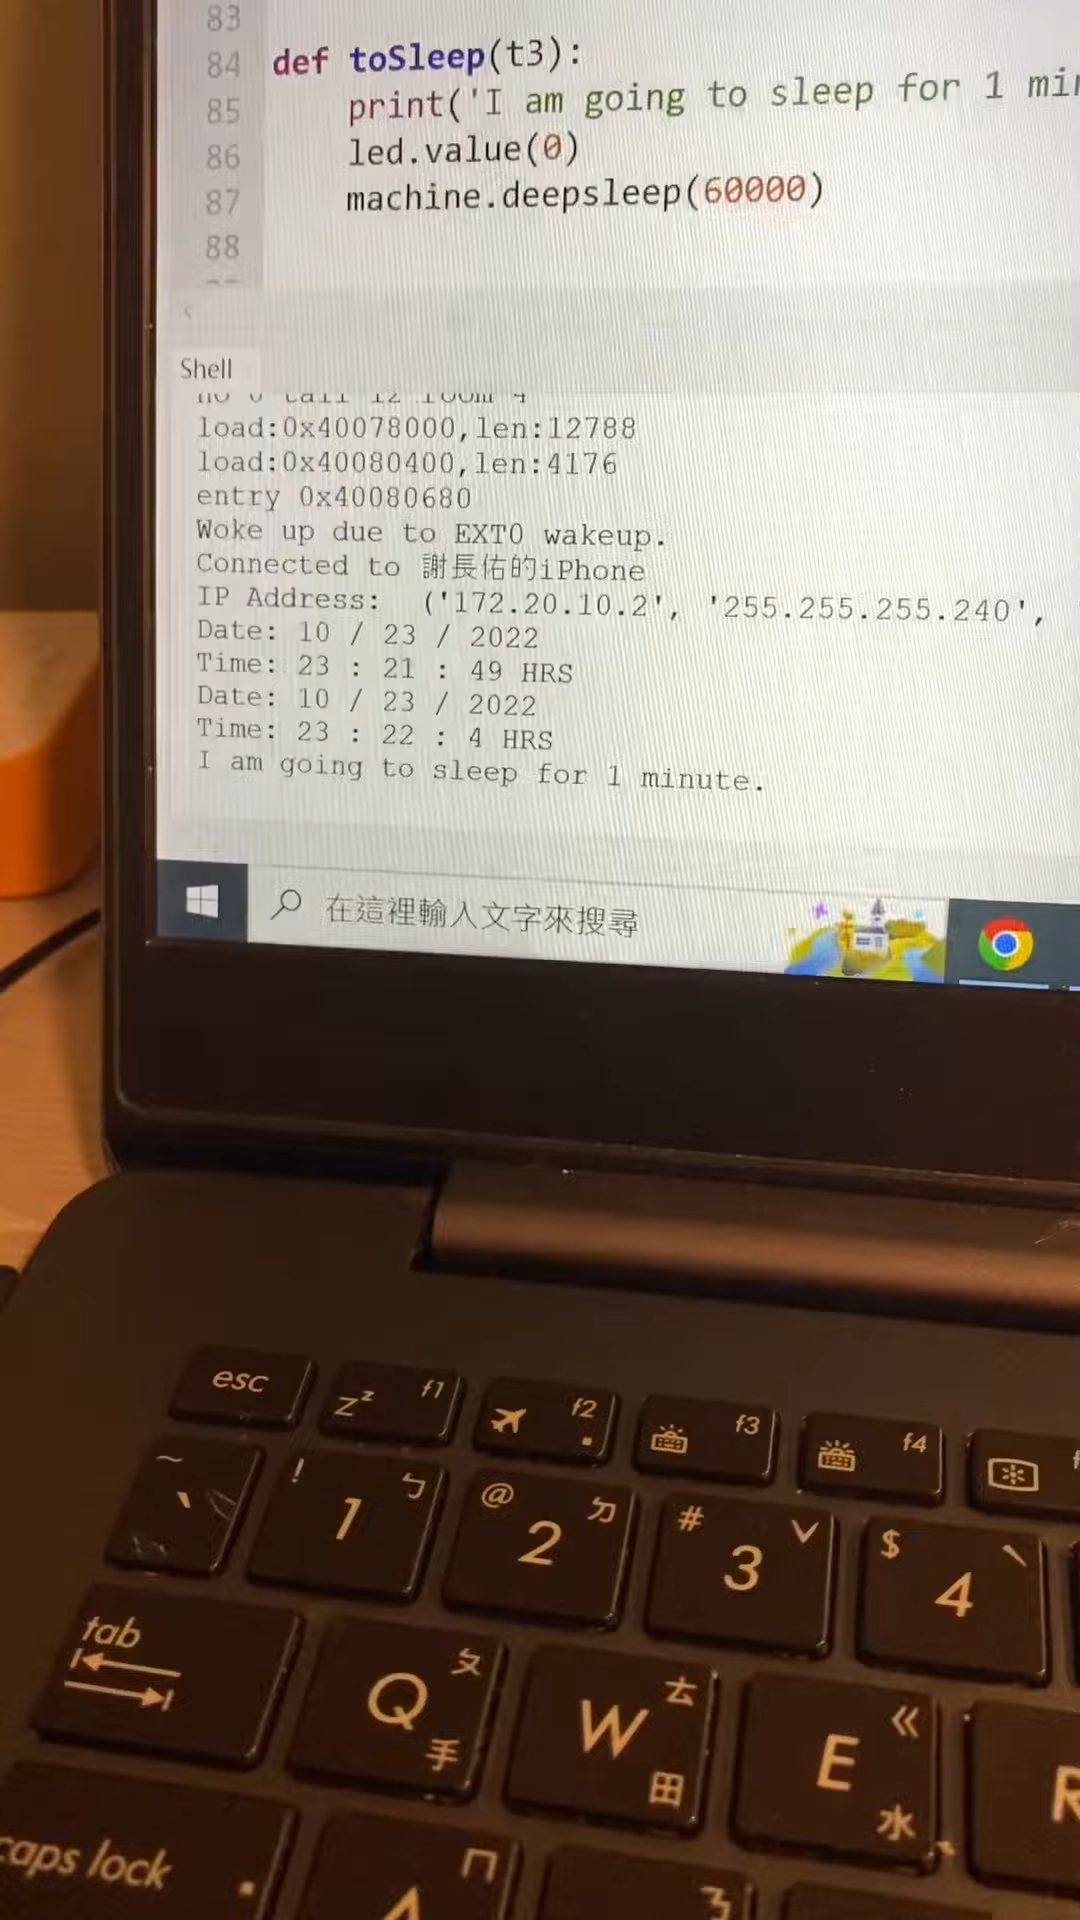 83
84 def toSleep(t3):
85 print('I am going to sleep for 1
86 led.value(0)
87 machine.deepsleep(60000)
88
Shell
load:0x40078000,len:12788
load:0x40080400,len:4176
entry 0x40080680
Woke up due to EXT0 wakeup.
Connected to 謝長佑的iPhone
IP Address: ('172.20.10.2', '255.255.255.240',
Date: 10 / 23 / 2022
Time: 23 : 21 : 49 HRS
Date: 10 / 23 / 2022
Time: 23 : 22 : 4 HRS
I am going to sleep for 1 minute.
在這裡輸入文字來搜尋
esc zz f1 f2 f3 f4
~ ` ! 1 ㄅ @ 2 ㄉ # 3 ˇ $ 4 ˋ
tab Q ㄆ 手 W ㄊ 田 E ㄍ 水 R
caps lock A ㄇ ㄋ